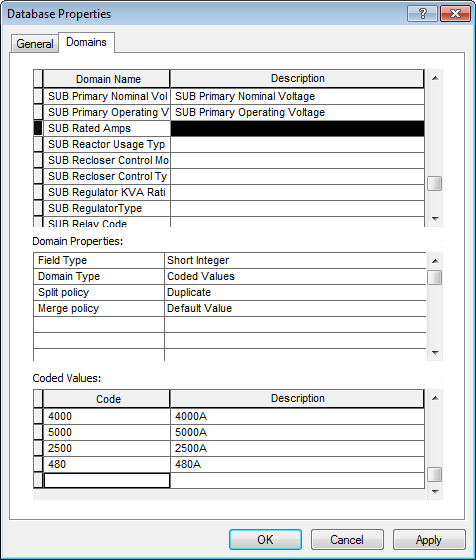 Database Properties
General Domains
Domain Name Description
SUB Primary Nominal Vol SUB Primary Nominal Voltage
SUB Primary Operating V SUB Primary Operating Voltage
SUB Rated Amps
SUB Reactor Usage Typ
SUB Recloser Control Mo
SUB Recloser Control Ty
SUB Regulator KVA Rati
SUB RegulatorType
SUB Relay Code
Domain Properties:
Field Type Short Integer
Domain Type Coded Values
Split policy Duplicate
Merge policy Default Value
Coded Values:
Code Description
4000 4000A
5000 5000A
2500 2500A
480 480A
OK Cancel Apply